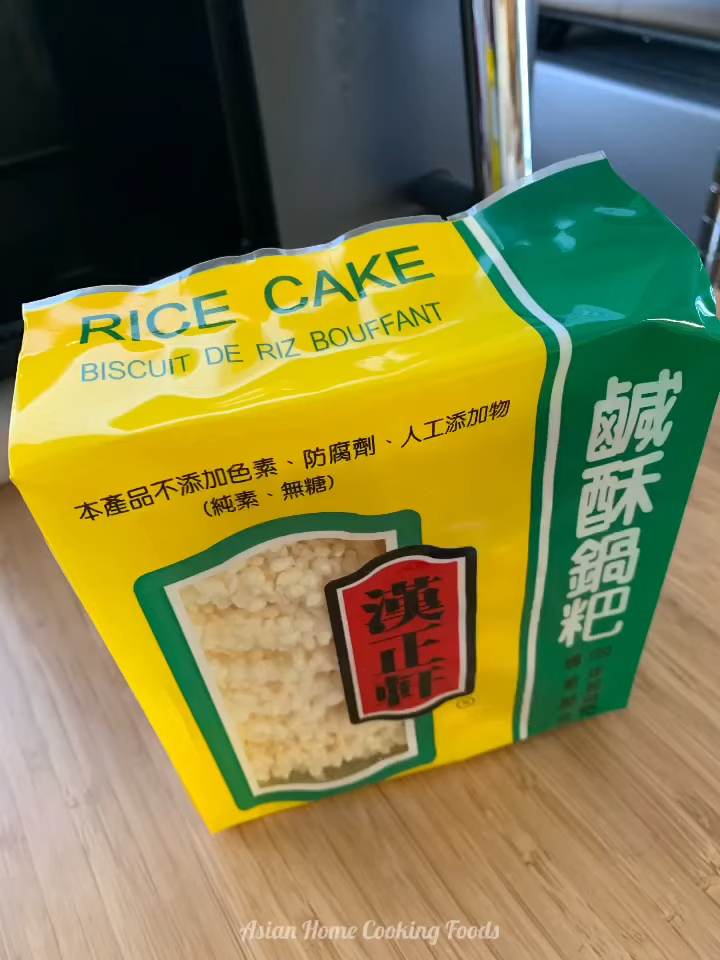 RICE CAKE
BISCUIT DE RIZ BOUFFANT
本產品不添加色素、防腐劑、人工添加物
(純素、無糖)
漢正軒
®
鹹酥鍋粑
Asian Home Cooking Foods